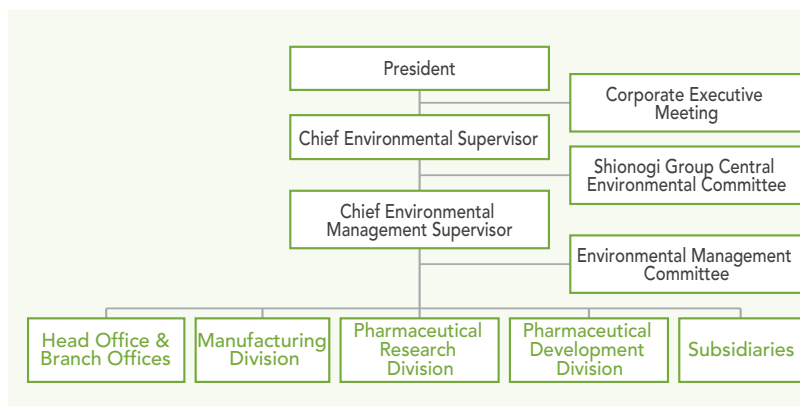 President
Corporate Executive
Meeting
Chief Environmental Supervisor
Shionogi Group Central
Environmental Committee
Chief Environmental
Management Supervisor
Environmental Management
Committee
Head Office &
Branch Offices
Manufacturing
Division
Pharmaceutical
Research
Division
Pharmaceutical
Development
Division
Subsidiaries